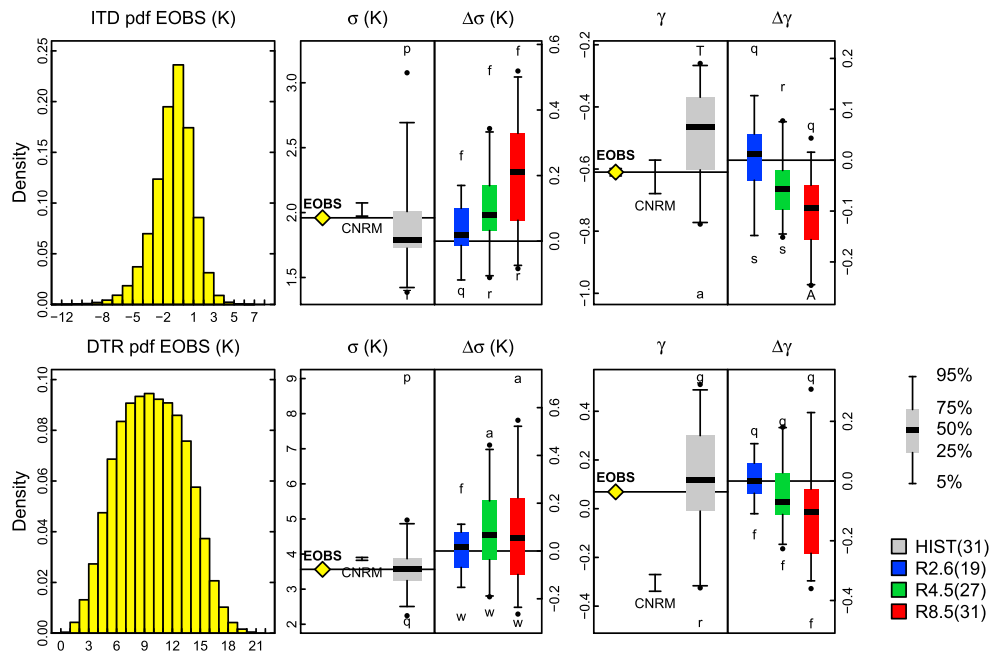 ITD pdf EOBS (K)
σ (K)
Δσ (K)
γ
Δγ
Density
0.00
0.05
0.10
0.15
0.20
0.25
−12
−8
−5
−2
1
3
5
7
1.5
2.0
2.5
3.0
EOBS
CNRM
p
r
f
q
f
r
f
r
0.0
0.2
0.4
0.6
−1.0
−0.8
−0.6
−0.4
−0.2
EOBS
CNRM
T
a
q
s
r
s
q
A
−0.2
−0.1
0.0
0.1
0.2
DTR pdf EOBS (K)
σ (K)
Δσ (K)
γ
Δγ
Density
0.00
0.02
0.04
0.06
0.08
0.10
0
3
6
9
12
15
18
21
2
3
4
5
6
7
8
9
EOBS
CNRM
p
q
f
w
a
w
a
w
−0.2
0.0
0.2
0.4
0.6
−0.4
−0.2
0.0
0.2
0.4
EOBS
CNRM
q
r
q
f
q
f
q
f
−0.4
−0.2
0.0
0.2
95%
75%
50%
25%
5%
HIST(31)
R2.6(19)
R4.5(27)
R8.5(31)